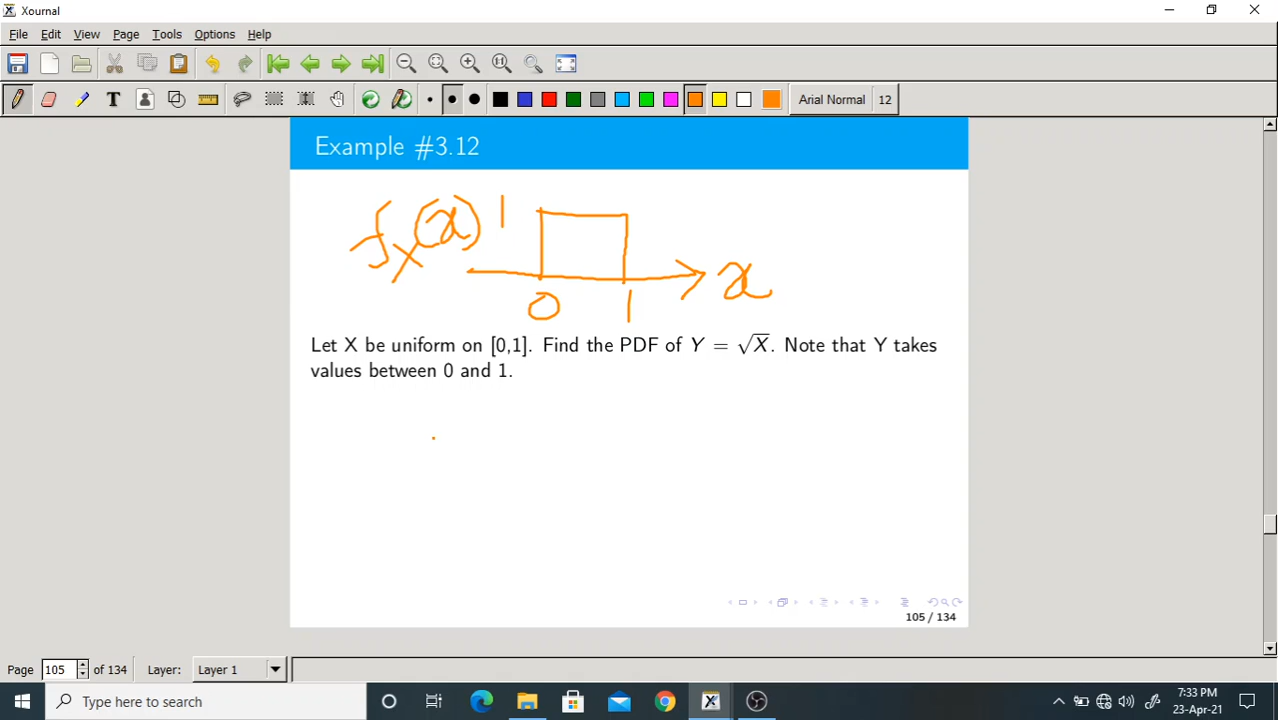 Xournal
File Edit View Page Tools Options Help
T Arial Normal 12
Example #3.12
f_X(x) 1
0 1 x
Let X be uniform on [0,1]. Find the PDF of Y = √X. Note that Y takes
values between 0 and 1.
105 / 134
Page 105 of 134 Layer: Layer 1
Type here to search
7:33 PM
23-Apr-21